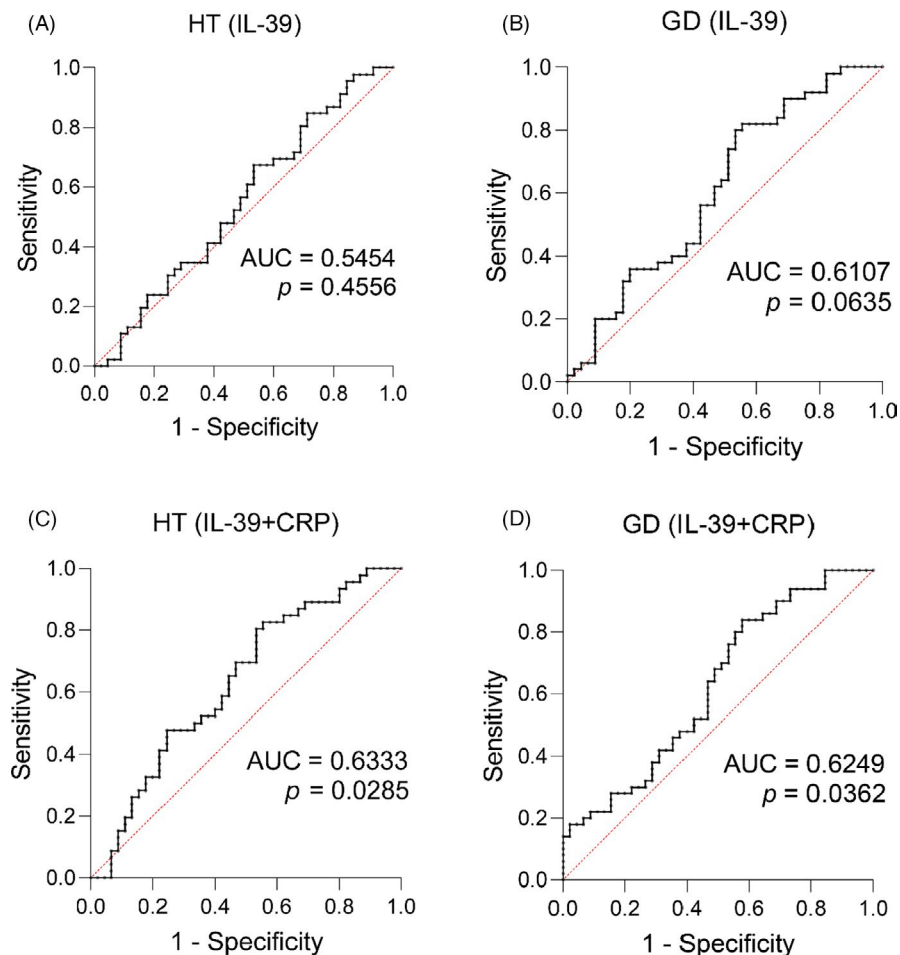 (A) HT (IL-39)
1.0
0.8
0.6
0.4
0.2
0.0
Sensitivity
AUC = 0.5454
p = 0.4556
0.0 0.2 0.4 0.6 0.8 1.0
1 - Specificity
(B) GD (IL-39)
1.0
0.8
0.6
0.4
0.2
0.0
Sensitivity
AUC = 0.6107
p = 0.0635
0.0 0.2 0.4 0.6 0.8 1.0
1 - Specificity
(C) HT (IL-39+CRP)
1.0
0.8
0.6
0.4
0.2
0.0
Sensitivity
AUC = 0.6333
p = 0.0285
0.0 0.2 0.4 0.6 0.8 1.0
1 - Specificity
(D) GD (IL-39+CRP)
1.0
0.8
0.6
0.4
0.2
0.0
Sensitivity
AUC = 0.6249
p = 0.0362
0.0 0.2 0.4 0.6 0.8 1.0
1 - Specificity